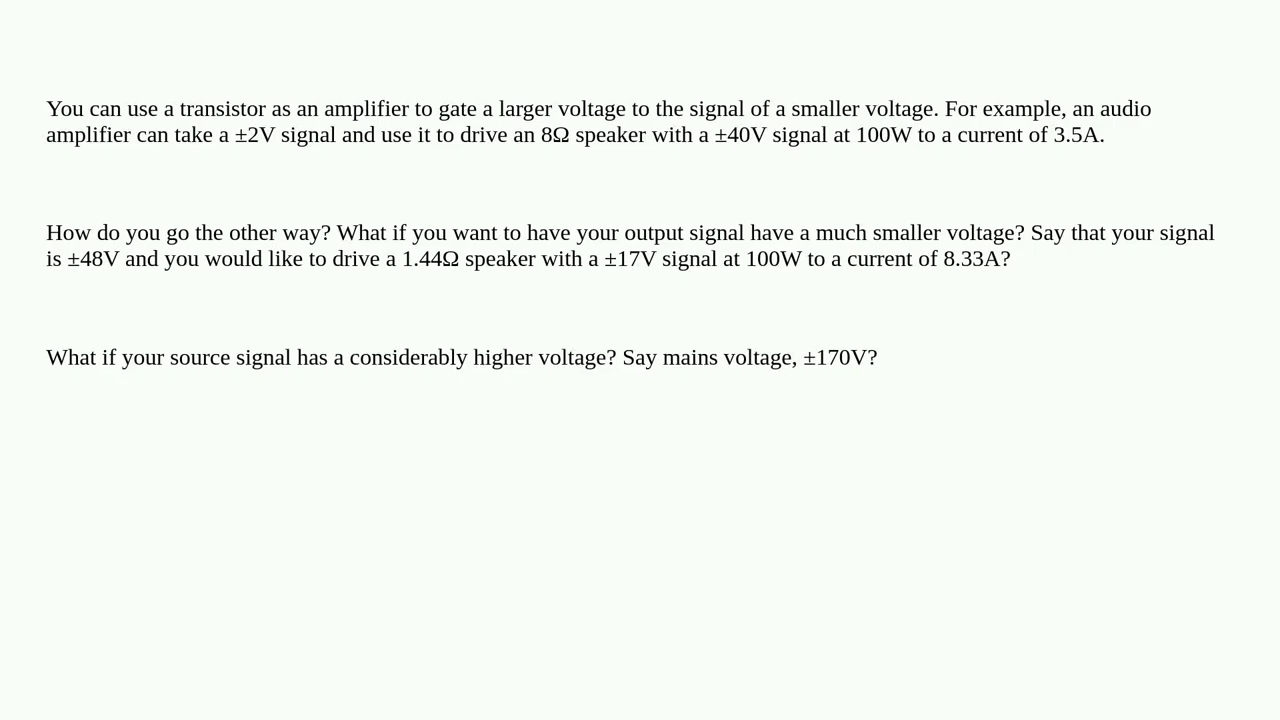 You can use a transistor as an amplifier to gate a larger voltage to the signal of a smaller voltage. For example, an audio
amplifier can take a ±2V signal and use it to drive an 8Ω speaker with a ±40V signal at 100W to a current of 3.5A.
How do you go the other way? What if you want to have your output signal have a much smaller voltage? Say that your signal
is ±48V and you would like to drive a 1.44Ω speaker with a ±17V signal at 100W to a current of 8.33A?
What if your source signal has a considerably higher voltage? Say mains voltage, ±170V?